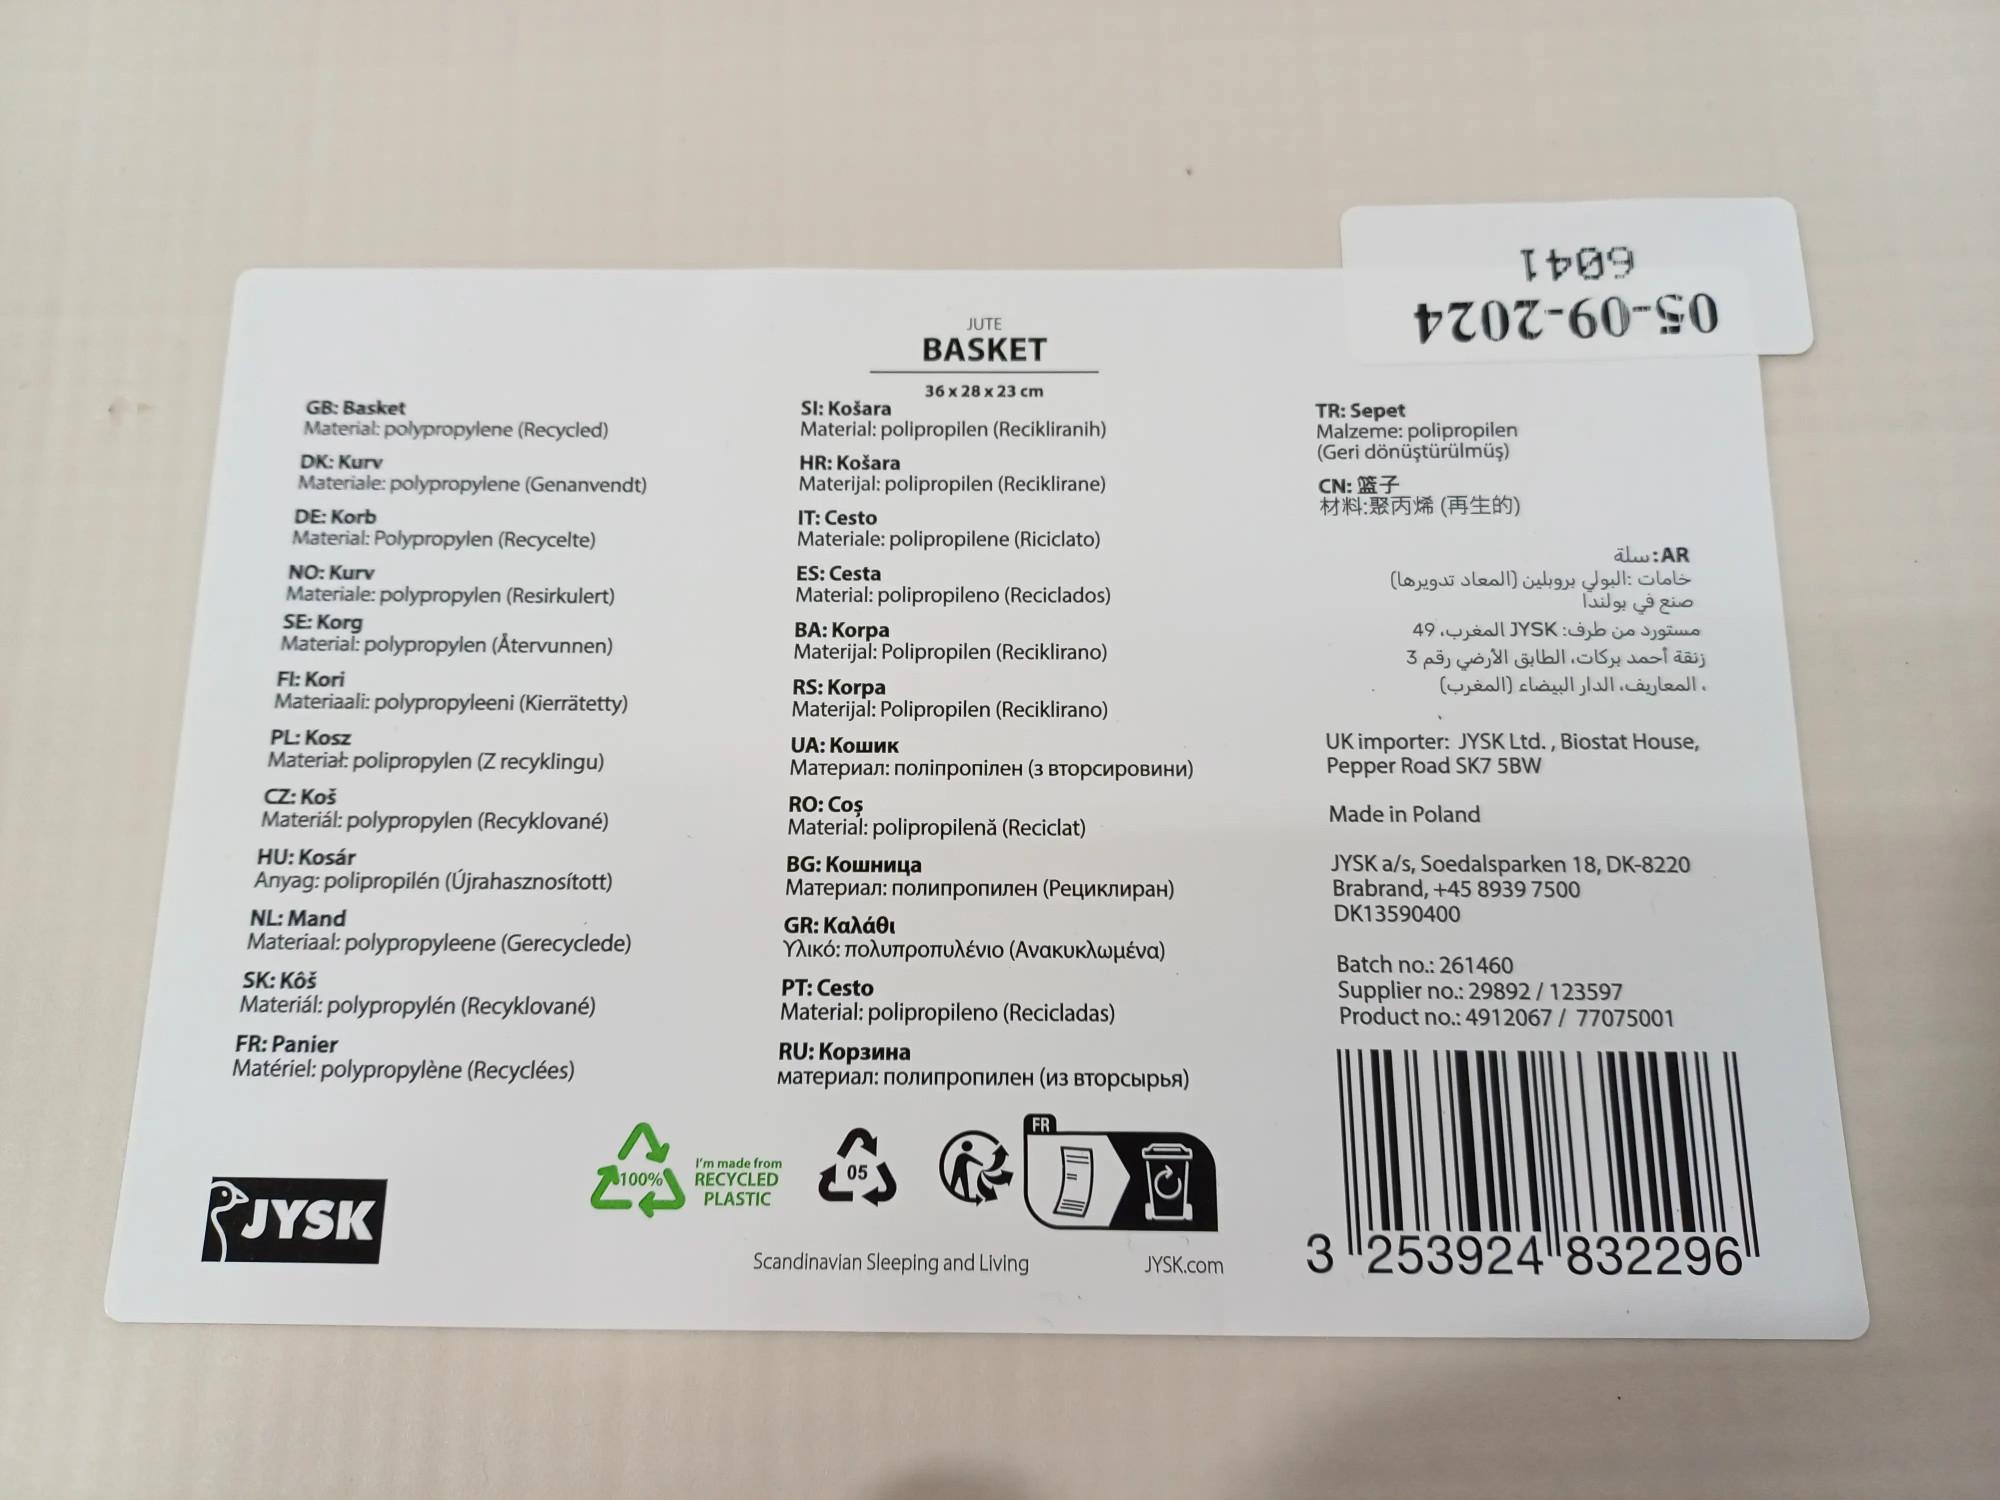 6041
05-09-2024
JUTE
BASKET
36 x 28 x 23 cm
GB: Basket
Material: polypropylene (Recycled)
DK: Kurv
Materiale: polypropylene (Genanvendt)
DE: Korb
Material: Polypropylen (Recycelte)
NO: Kurv
Materiale: polypropylen (Resirkulert)
SE: Korg
Material: polypropylen (Återvunnen)
FI: Kori
Materiaali: polypropyleeni (Kierrätetty)
PL: Kosz
Materiał: polipropylen (Z recyklingu)
CZ: Koš
Materiál: polypropylen (Recyklované)
HU: Kosár
Anyag: polipropilén (Újrahasznosított)
NL: Mand
Materiaal: polypropyleene (Gerecyclede)
SK: Kôš
Materiál: polypropylén (Recyklované)
FR: Panier
Matériel: polypropylène (Recyclées)
SI: Košara
Material: polipropilen (Recikliranih)
HR: Košara
Materijal: polipropilen (Reciklirane)
IT: Cesto
Materiale: polipropilene (Riciclato)
ES: Cesta
Material: polipropileno (Reciclados)
BA: Korpa
Materijal: Polipropilen (Reciklirano)
RS: Korpa
Materijal: Polipropilen (Reciklirano)
UA: Кошик
Материал: поліпропілен (з вторсировини)
RO: Coș
Material: polipropilenă (Reciclat)
BG: Кошница
Материал: полипропилен (Рециклиран)
GR: Καλάθι
Υλικό: πολυπροπυλένιο (Ανακυκλωμένα)
PT: Cesto
Material: polipropileno (Recicladas)
RU: Корзина
материал: полипропилен (из вторсырья)
TR: Sepet
Malzeme: polipropilen
(Geri dönüştürülmüş)
CN: 篮子
材料:聚丙烯 (再生的)
AR: سلة
خامات :البولي بروبلين (المعاد تدويرها)
صنع في بولندا
مستورد من طرف: JYSK المغرب، 49
زنقة أحمد بركات، الطابق الأرضي رقم 3
، المعاريف، الدار البيضاء (المغرب)
UK importer: JYSK Ltd. , Biostat House,
Pepper Road SK7 5BW
Made in Poland
JYSK a/s, Soedalsparken 18, DK-8220
Brabrand, +45 8939 7500
DK13590400
Batch no.: 261460
Supplier no.: 29892 / 123597
Product no.: 4912067 / 77075001
3 253924 832296
JYSK
100%
I'm made from
RECYCLED
PLASTIC
05
FR
Scandinavian Sleeping and Living
JYSK.com